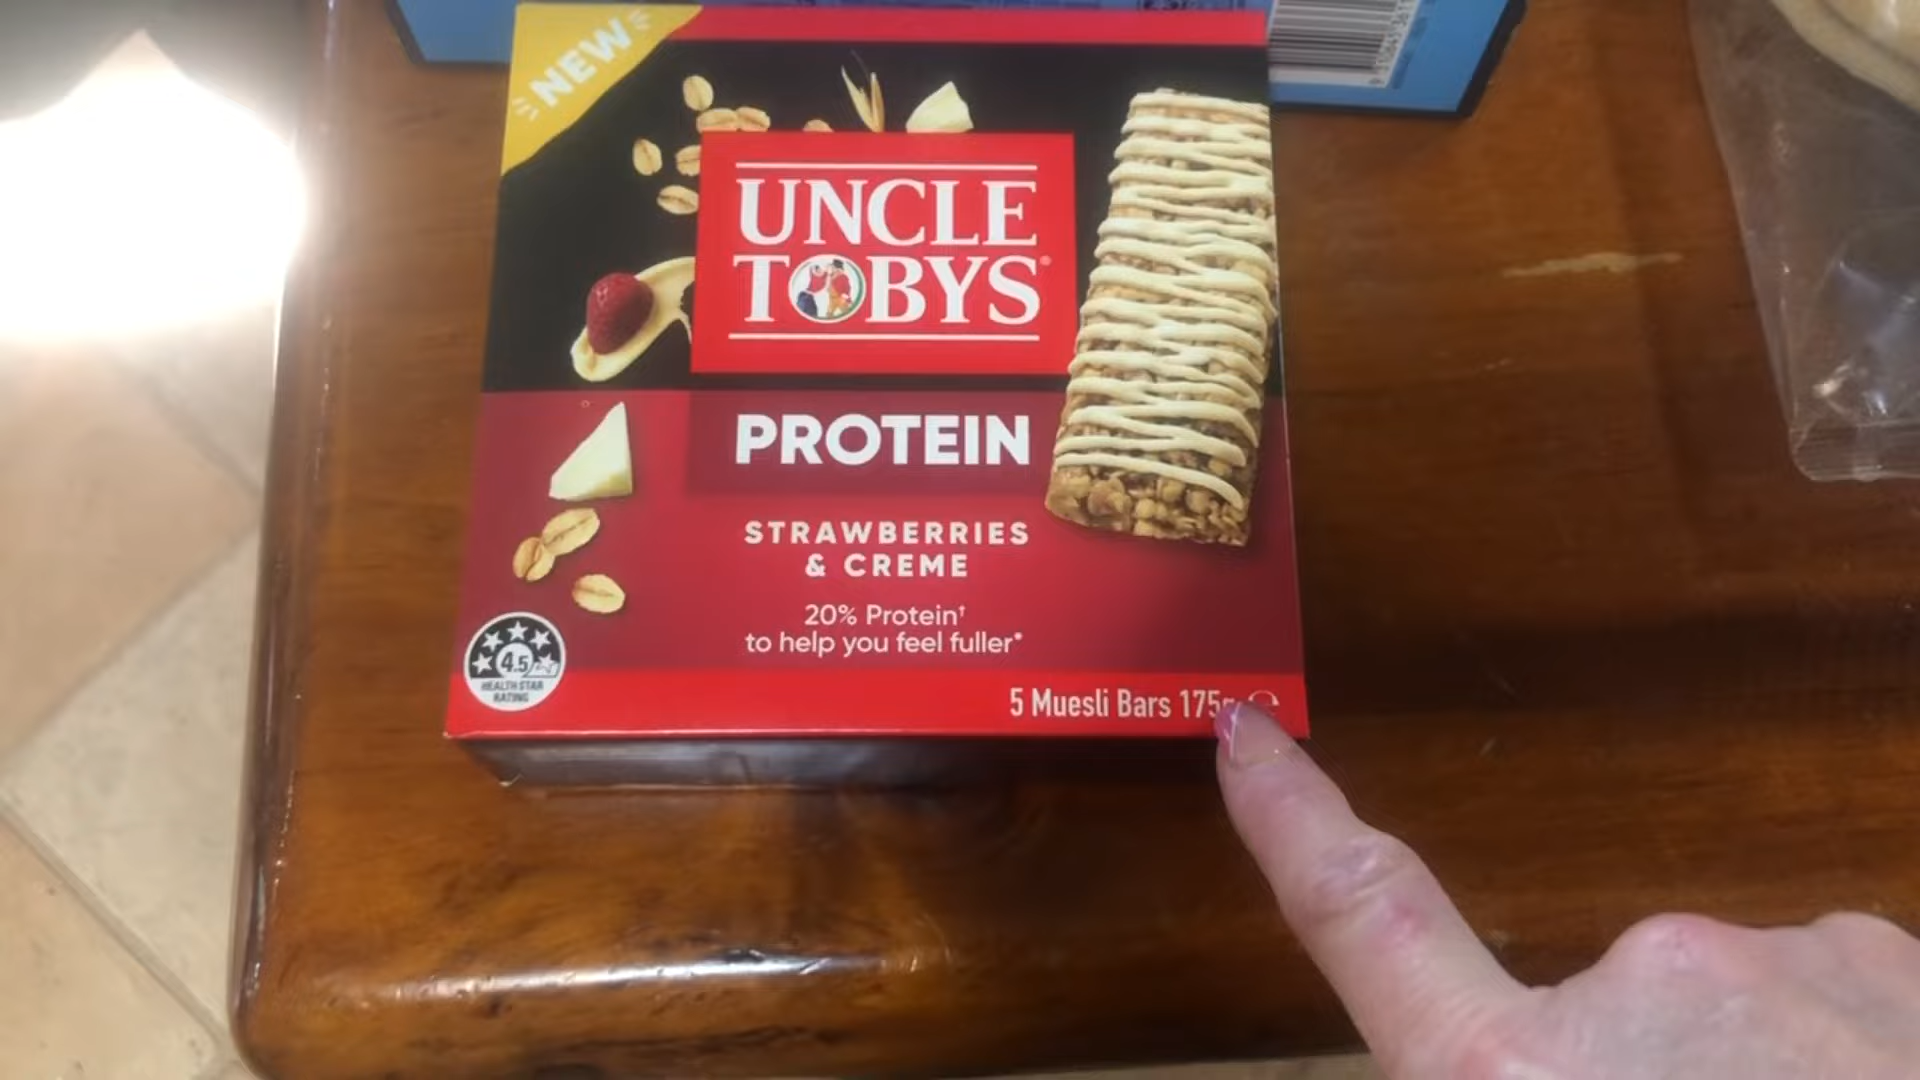 NEW
UNCLE
TOBYS®
PROTEIN
STRAWBERRIES
& CREME
20% Protein†
to help you feel fuller*
4.5
HEALTH STAR
RATING
5 Muesli Bars 175g e